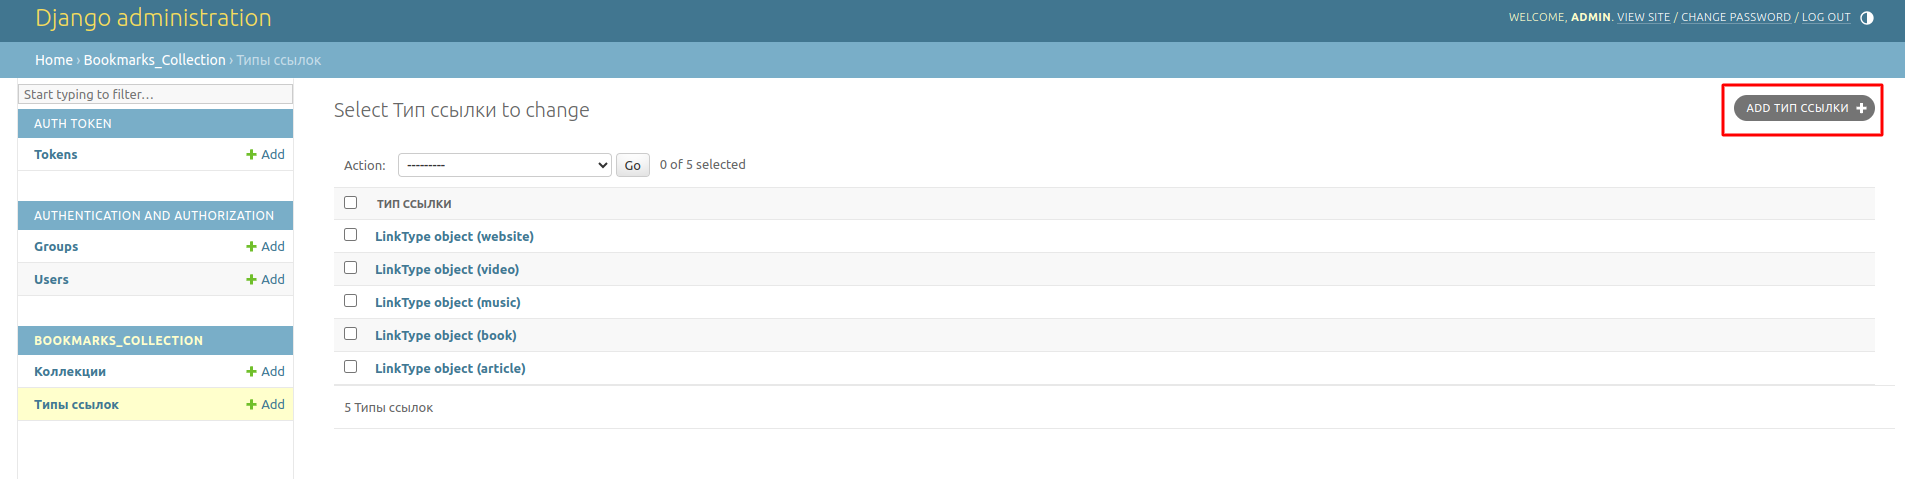 Django administration
WELCOME, ADMIN. VIEW SITE / CHANGE PASSWORD / LOG OUT
Home › Bookmarks_Collection › Типы ссылок
Start typing to filter...
AUTH TOKEN
Tokens + Add
AUTHENTICATION AND AUTHORIZATION
Groups + Add
Users + Add
BOOKMARKS_COLLECTION
Коллекции + Add
Типы ссылок + Add
Select Тип ссылки to change
ADD ТИП ССЫЛКИ +
Action: --------- Go 0 of 5 selected
ТИП ССЫЛКИ
LinkType object (website)
LinkType object (video)
LinkType object (music)
LinkType object (book)
LinkType object (article)
5 Типы ссылок